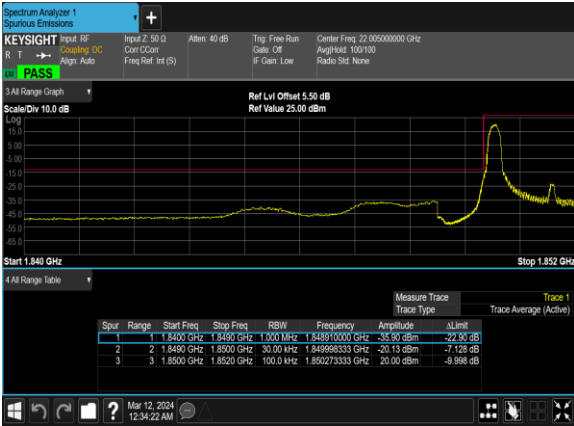 Spectrum Analyzer 1
Spurious Emissions
+
KEYSIGHT Input: RF Input Z: 50 Ω Atten: 40 dB Trig: Free Run Center Freq: 22.005000000 GHz
R T Coupling: DC Corr CCorr Gate: Off Avg|Hold: 100/100
Align: Auto Freq Ref: Int (S) IF Gain: Low Radio Std: None
LW PASS
3 All Range Graph
Ref Lvl Offset 5.50 dB
Scale/Div 10.0 dB Ref Value 25.00 dBm
Log
15.0
5.00
-5.00
-15.0
-25.0
-35.0
-45.0
-55.0
-65.0
Start 1.840 GHz Stop 1.852 GHz
4 All Range Table
Measure Trace Trace 1
Trace Type Trace Average (Active)
Spur Range Start Freq Stop Freq RBW Frequency Amplitude ΔLimit
1 1 1.8400 GHz 1.8490 GHz 1.000 MHz 1.848910000 GHz -35.90 dBm -22.90 dB
2 2 1.8490 GHz 1.8500 GHz 30.00 kHz 1.849998333 GHz -20.13 dBm -7.128 dB
3 3 1.8500 GHz 1.8520 GHz 100.0 kHz 1.850273333 GHz 20.00 dBm -9.998 dB
? Mar 12, 2024
12:34:22 AM